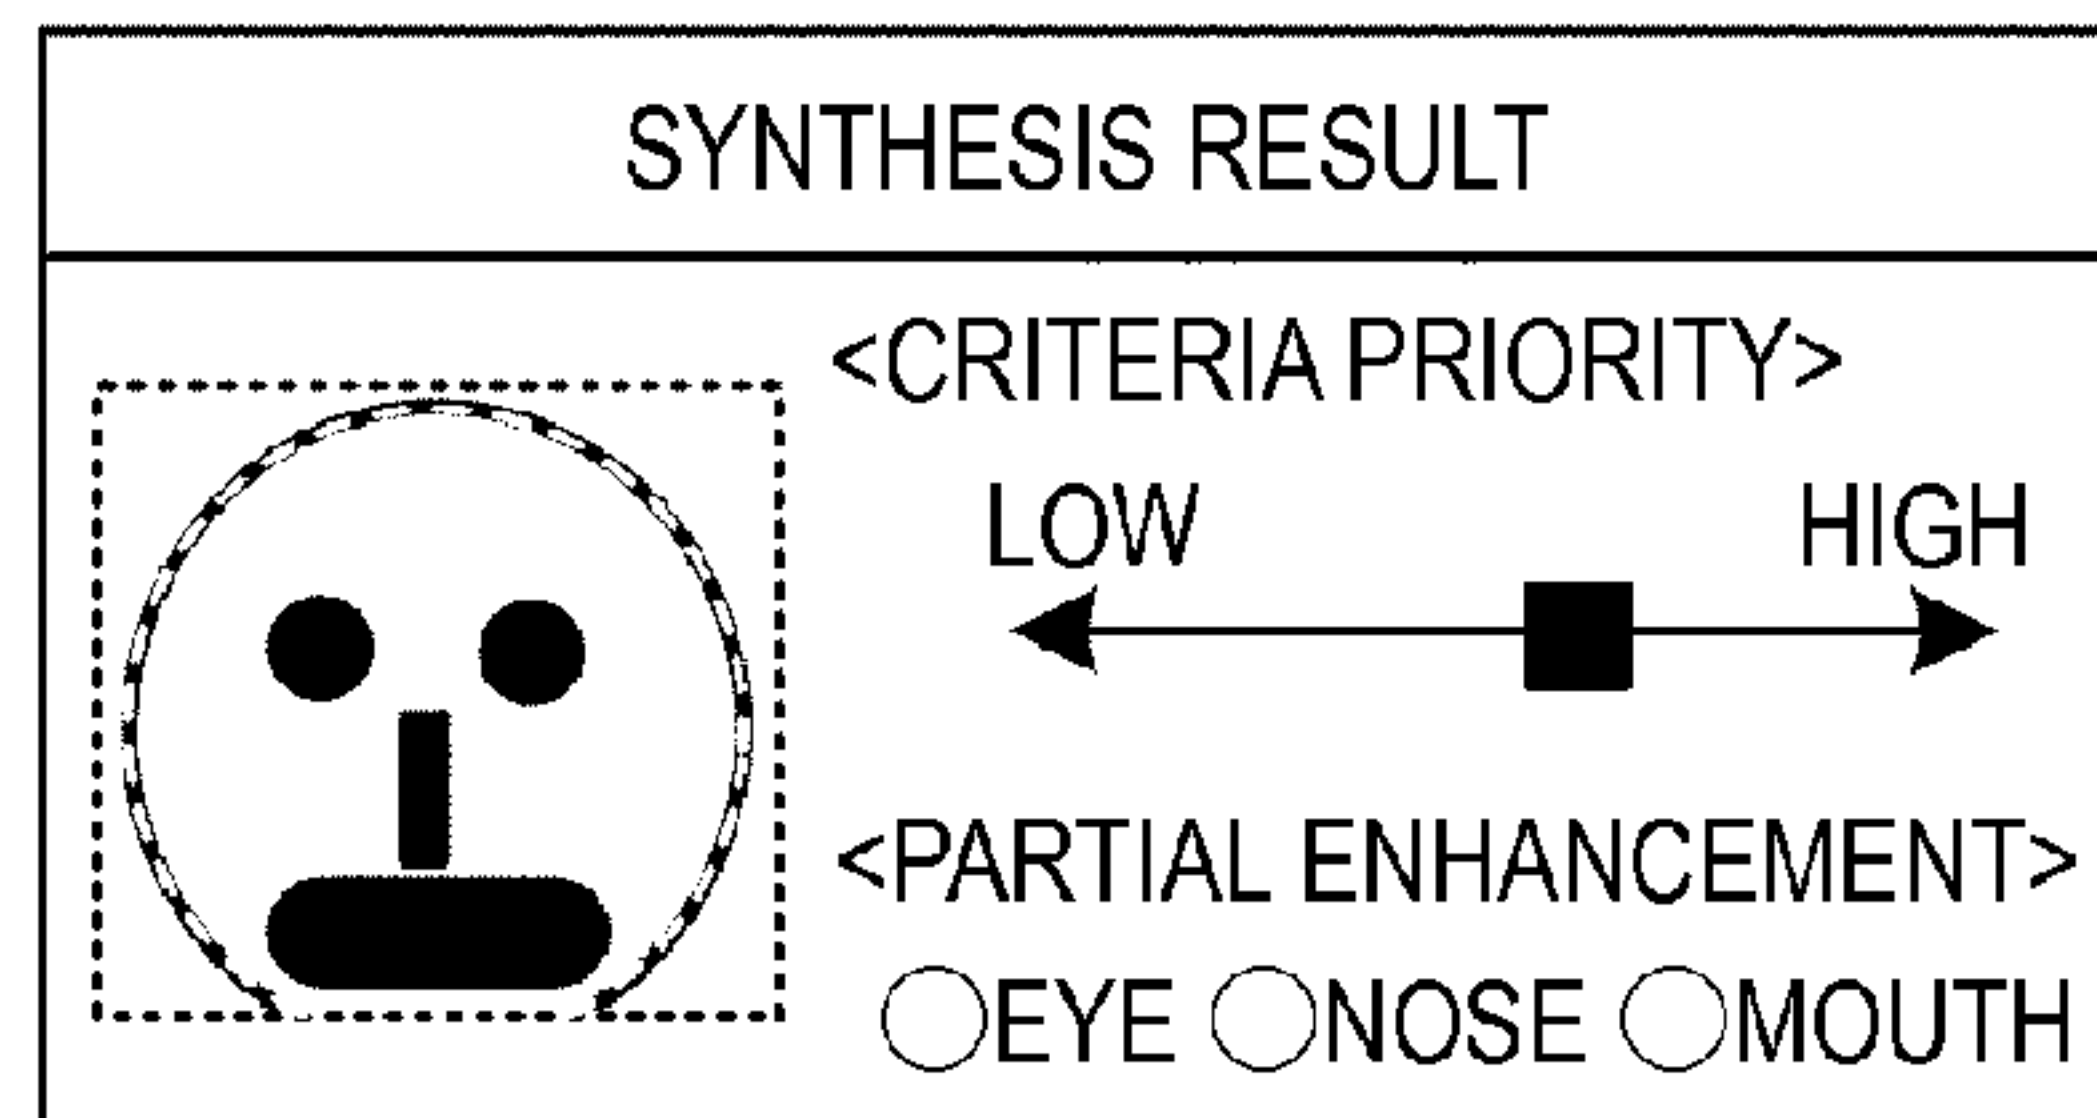 SYNTHESIS RESULT
<CRITERIA PRIORITY>
LOW HIGH
<PARTIAL ENHANCEMENT>
EYE NOSE MOUTH